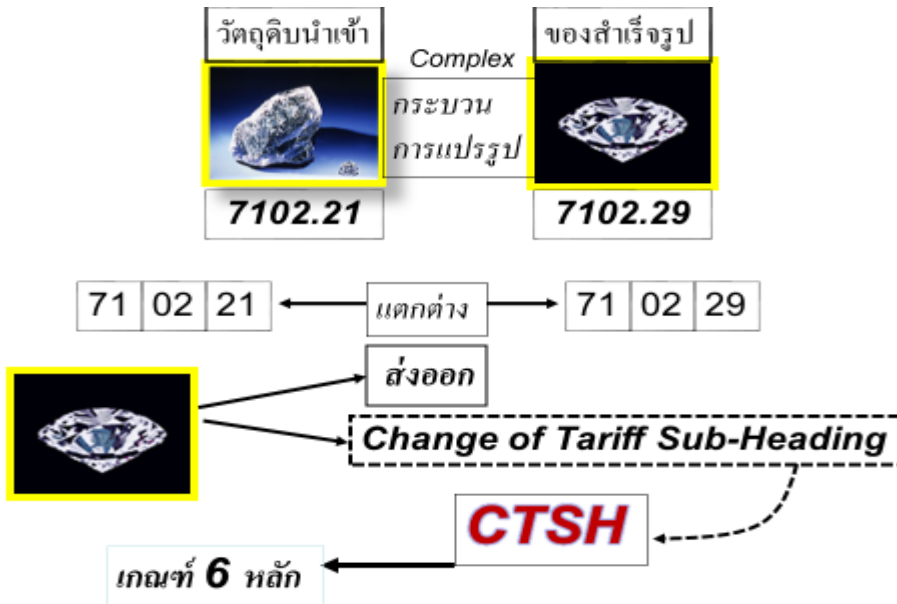 วัตถุดิบนำเข้า
ของสำเร็จรูป
Complex
กระบวน
การแปรรูป
7102.21
7102.29
71 02 21
แตกต่าง
71 02 29
ส่งออก
Change of Tariff Sub-Heading
CTSH
เกณฑ์ 6 หลัก